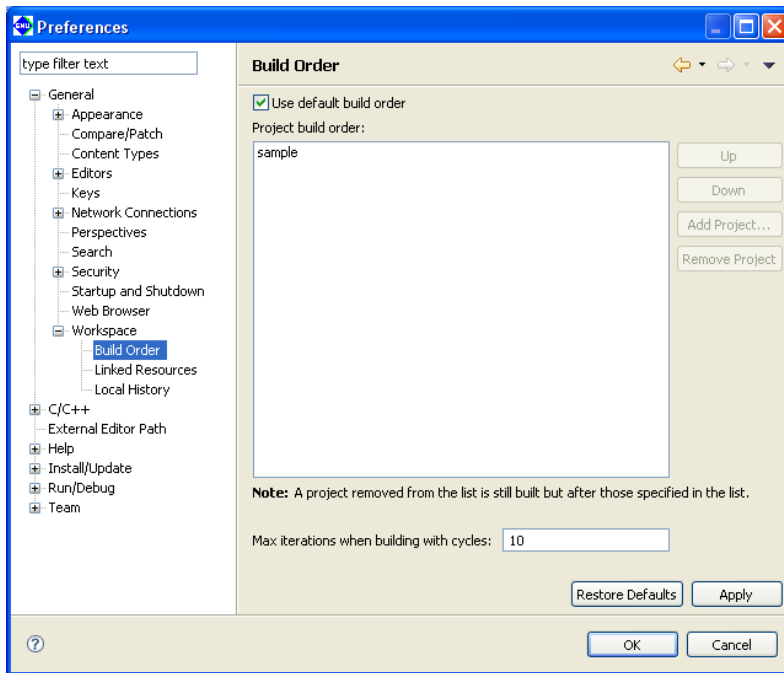 Preferences
type filter text
General
Appearance
Compare/Patch
Content Types
Editors
Keys
Network Connections
Perspectives
Search
Security
Startup and Shutdown
Web Browser
Workspace
Build Order
Linked Resources
Local History
C/C++
External Editor Path
Help
Install/Update
Run/Debug
Team
Build Order
Use default build order
Project build order:
sample
Up
Down
Add Project...
Remove Project
Note: A project removed from the list is still built but after those specified in the list.
Max iterations when building with cycles: 10
Restore Defaults Apply
OK Cancel